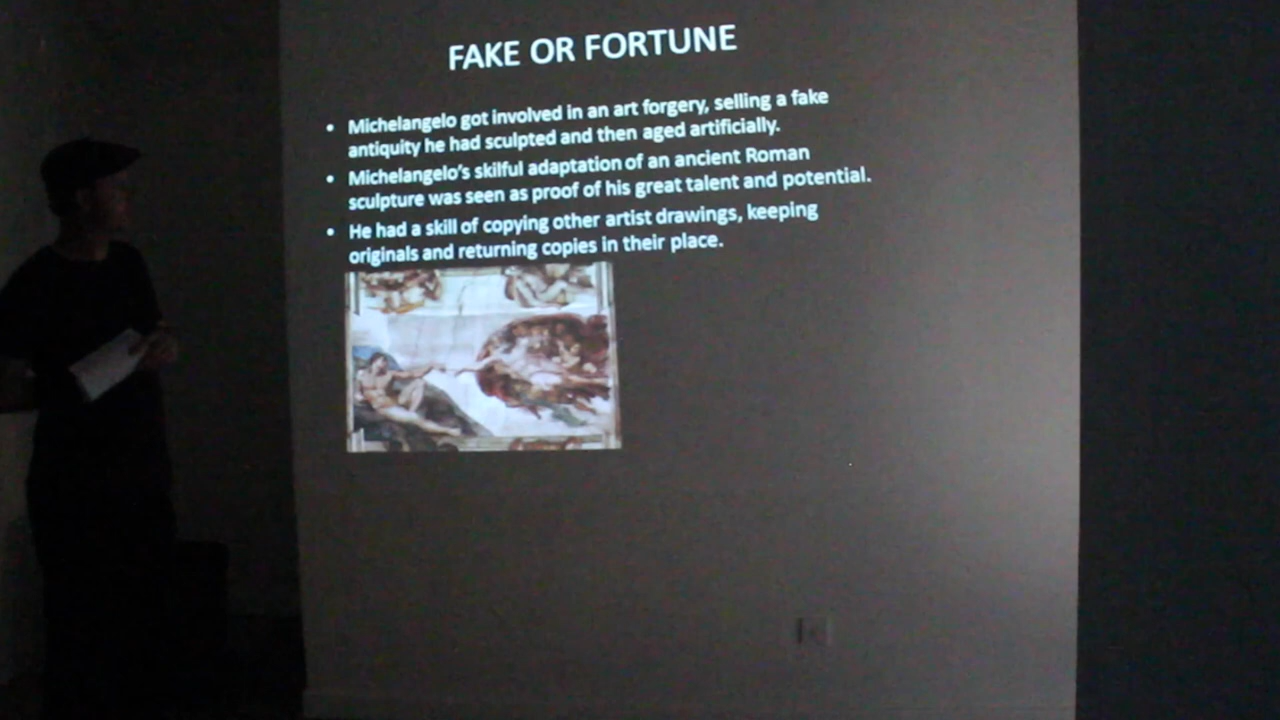 FAKE OR FORTUNE
• Michelangelo got involved in an art forgery, selling a fake
antiquity he had sculpted and then aged artificially.
• Michelangelo's skilful adaptation of an ancient Roman
sculpture was seen as proof of his great talent and potential.
• He had a skill of copying other artist drawings, keeping
originals and returning copies in their place.